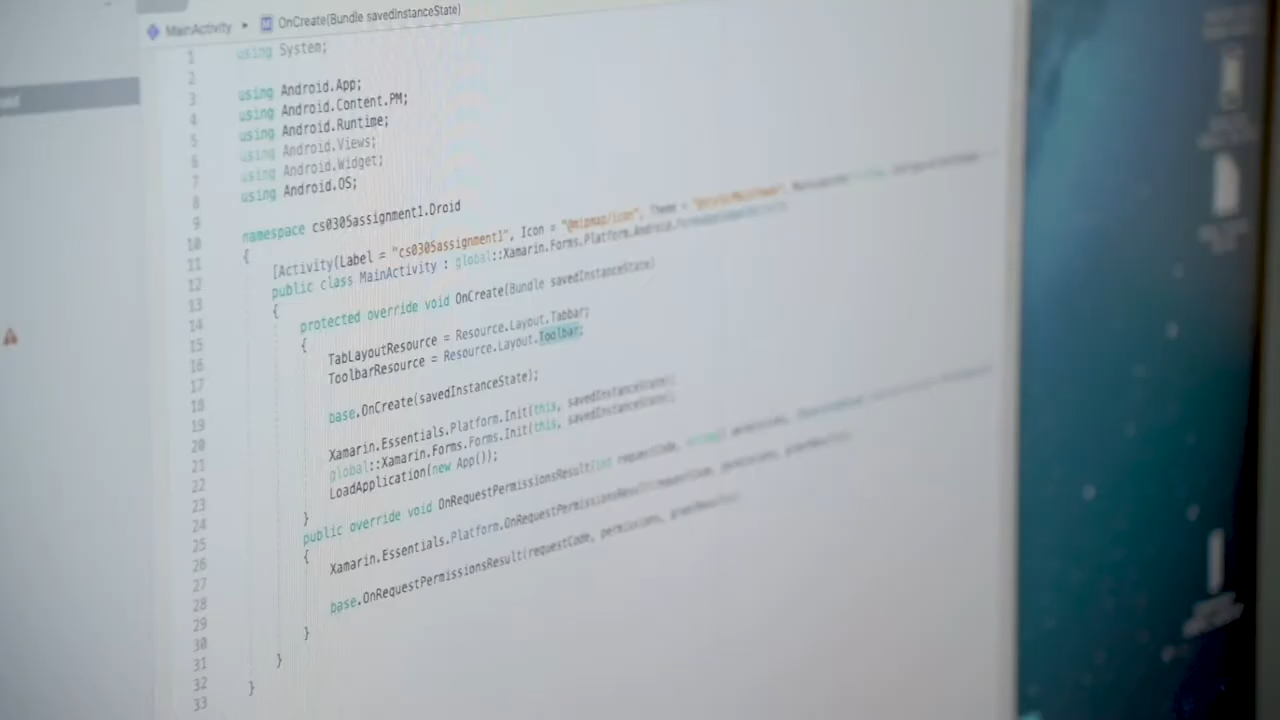 MainActivity ▸ M OnCreate(Bundle savedInstanceState)
1 using System;
2
3 using Android.App;
4 using Android.Content.PM;
5 using Android.Runtime;
6 using Android.Views;
7 using Android.Widget;
8 using Android.OS;
9
10 namespace cs0305assignment1.Droid
11 {
12 [Activity(Label = "cs0305assignment1", Icon = "@mipmap/icon", Theme =
13 public class MainActivity : global::Xamarin.Forms.Platform.Android.
14 {
15 protected override void OnCreate(Bundle savedInstanceState)
16 {
17 TabLayoutResource = Resource.Layout.Tabbar;
18 ToolbarResource = Resource.Layout.Toolbar;
19
20 base.OnCreate(savedInstanceState);
21
22 Xamarin.Essentials.Platform.Init(this, savedInstanceState);
23 global::Xamarin.Forms.Forms.Init(this, savedInstanceState);
24 LoadApplication(new App());
25 }
26 public override void OnRequestPermissionsResult(int requestCode, string[] permissions,
27 {
28 Xamarin.Essentials.Platform.OnRequestPermissionsResult(requestCode, permissions, grantResults);
29
30 base.OnRequestPermissionsResult(requestCode, permissions, grantResults);
31 }
32 }
33 }